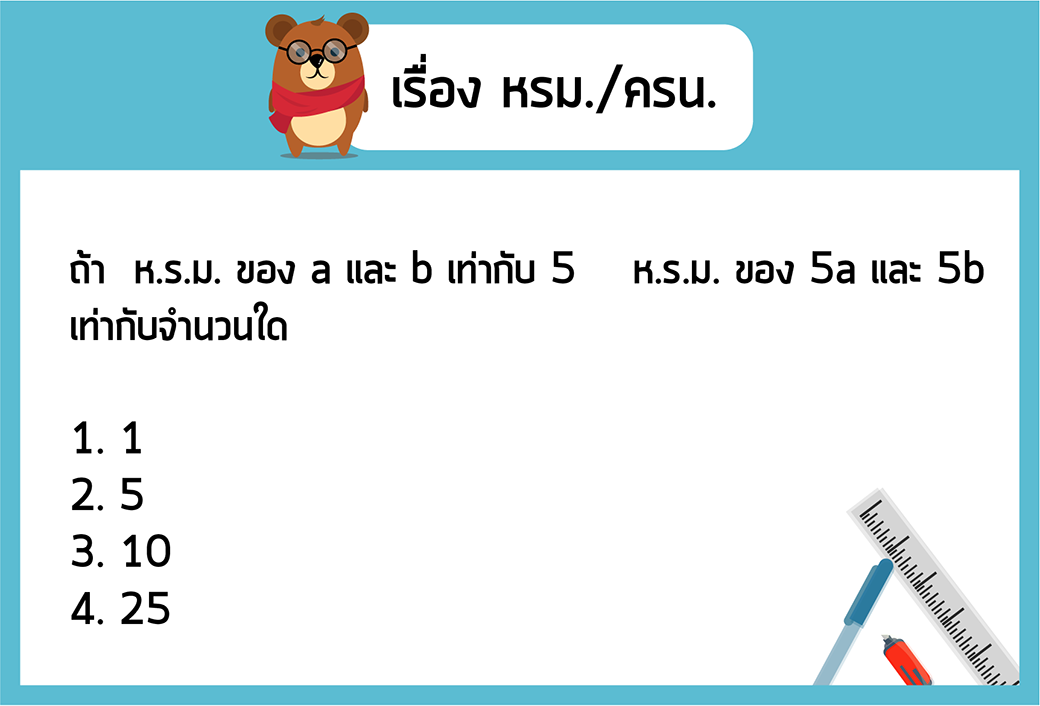 เรื่อง หรม./ครน.
ถ้า ห.ร.ม. ของ a และ b เท่ากับ 5 ห.ร.ม. ของ 5a และ 5b
เท่ากับจำนวนใด
1. 1
2. 5
3. 10
4. 25